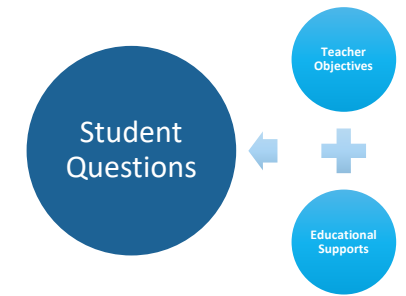 Student
Questions
Teacher
Objectives
Educational
Supports